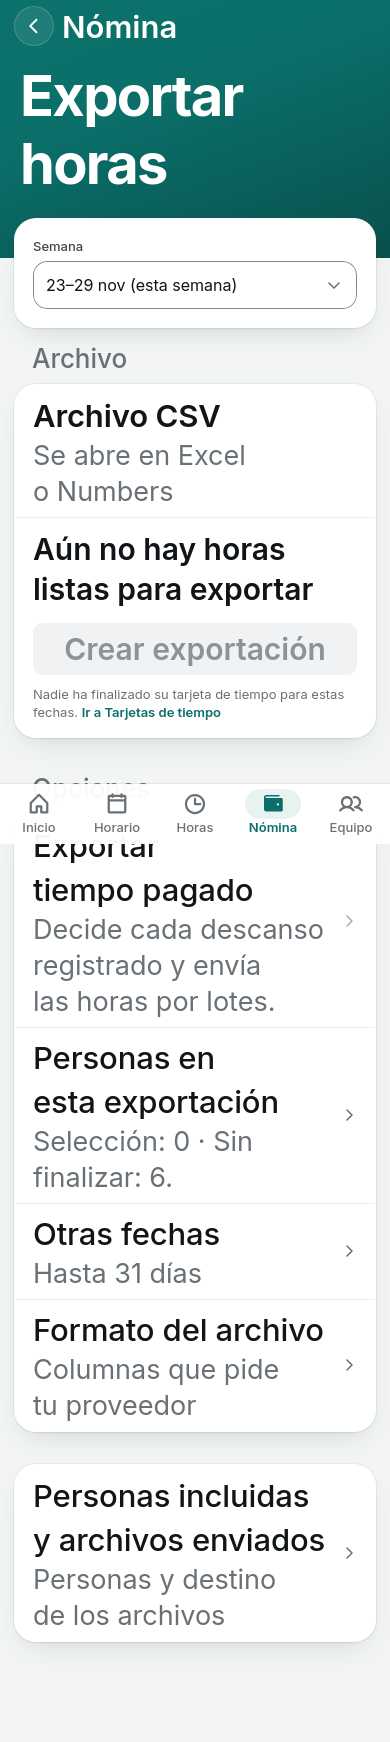 Nómina
Exportar
horas
Semana
23–29 nov (esta semana)
Archivo
Archivo CSV
Se abre en Excel
o Numbers
Aún no hay horas
listas para exportar
Crear exportación
Nadie ha finalizado su tarjeta de tiempo para estas
fechas. Ir a Tarjetas de tiempo
Opciones
Inicio
Horario
Horas
Nómina
Equipo
Exportar
tiempo pagado
Decide cada descanso
registrado y envía
las horas por lotes.
Personas en
esta exportación
Selección: 0 · Sin
finalizar: 6.
Otras fechas
Hasta 31 días
Formato del archivo
Columnas que pide
tu proveedor
Personas incluidas
y archivos enviados
Personas y destino
de los archivos